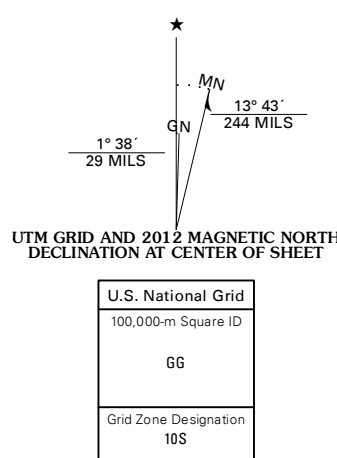 ★
MN
GN
13° 43´
244 MILS
1° 38´
29 MILS
UTM GRID AND 2012 MAGNETIC NORTH
DECLINATION AT CENTER OF SHEET
U.S. National Grid
100,000-m Square ID
GG
Grid Zone Designation
10S